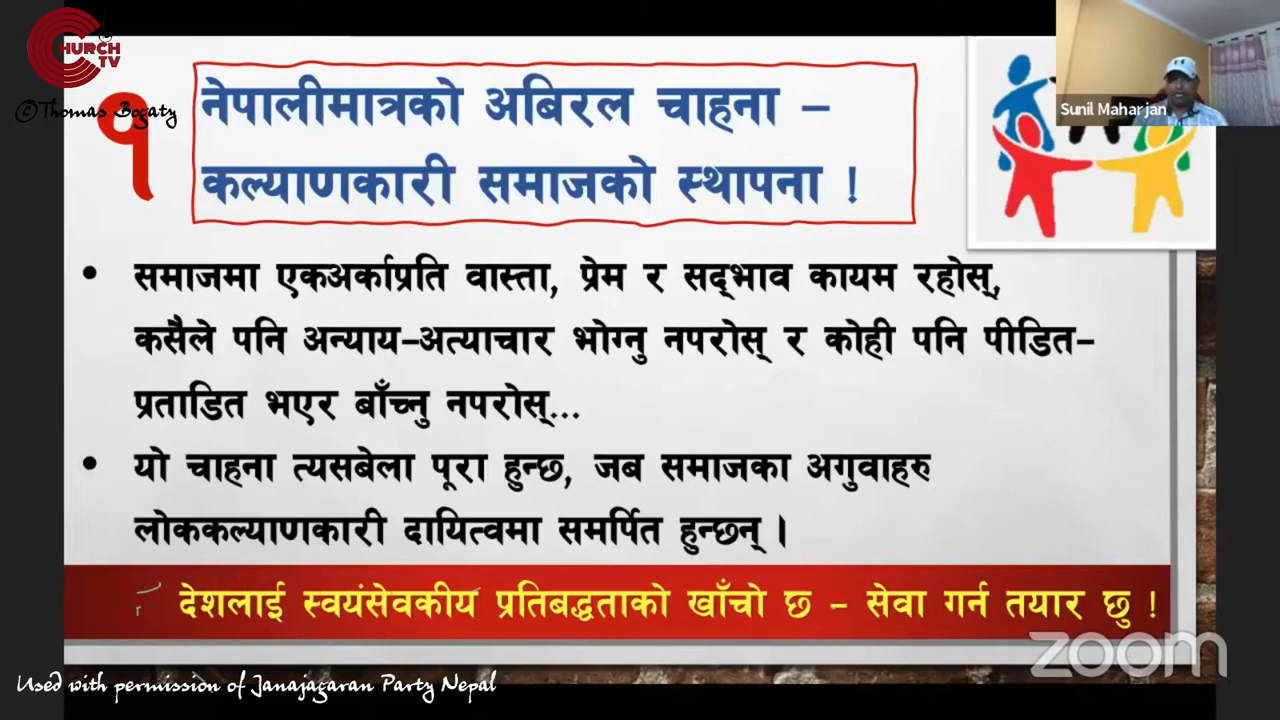 CHURCH
TV
©Thomas Bogaty
Sunil Maharjan
१
नेपालीमात्रको अबिरल चाहना –
कल्याणकारी समाजको स्थापना !
• समाजमा एकअर्काप्रति वास्ता, प्रेम र सद्‌भाव कायम रहोस्,
कसैले पनि अन्याय–अत्याचार भोग्नु नपरोस् र कोही पनि पीडित–
प्रताडित भएर बाँच्नु नपरोस्...
• यो चाहना त्यसबेला पूरा हुन्छ, जब समाजका अगुवाहरु
लोककल्याणकारी दायित्वमा समर्पित हुन्छन् ।
देशलाई स्वयंसेवकीय प्रतिबद्धताको खाँचो छ – सेवा गर्न तयार छु !
zoom
Used with permission of Janajagaran Party Nepal